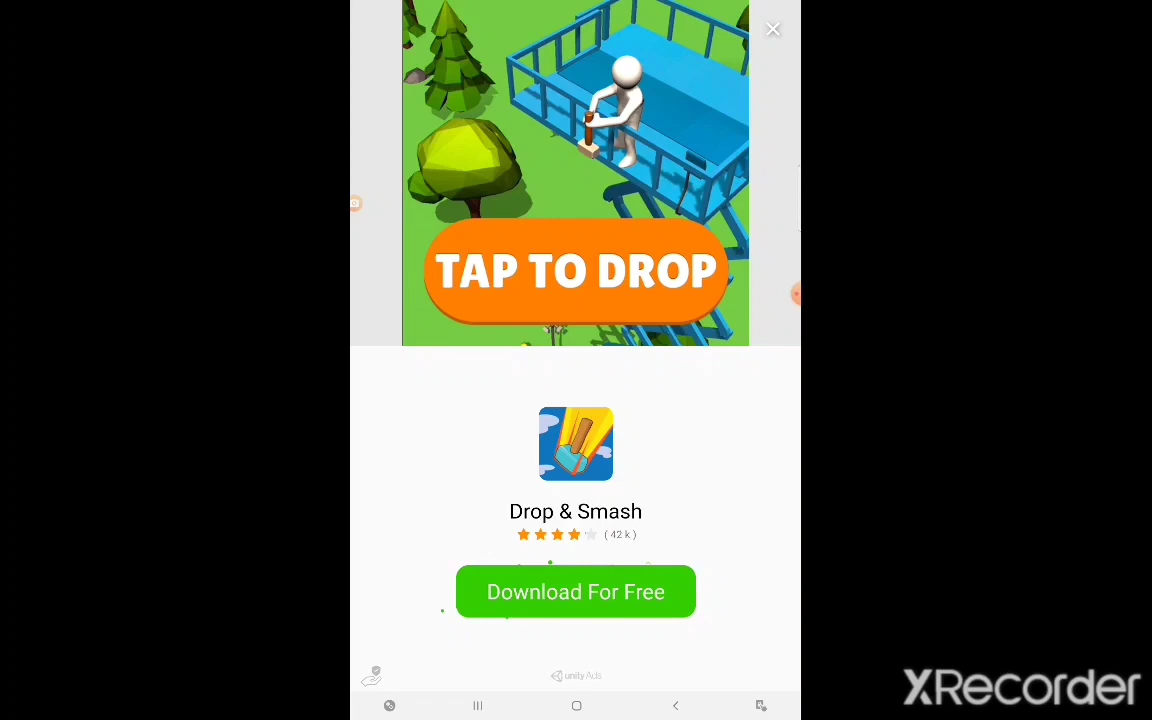 TAP TO DROP
Drop & Smash
( 42 k )
Download For Free
unity Ads
XRecorder